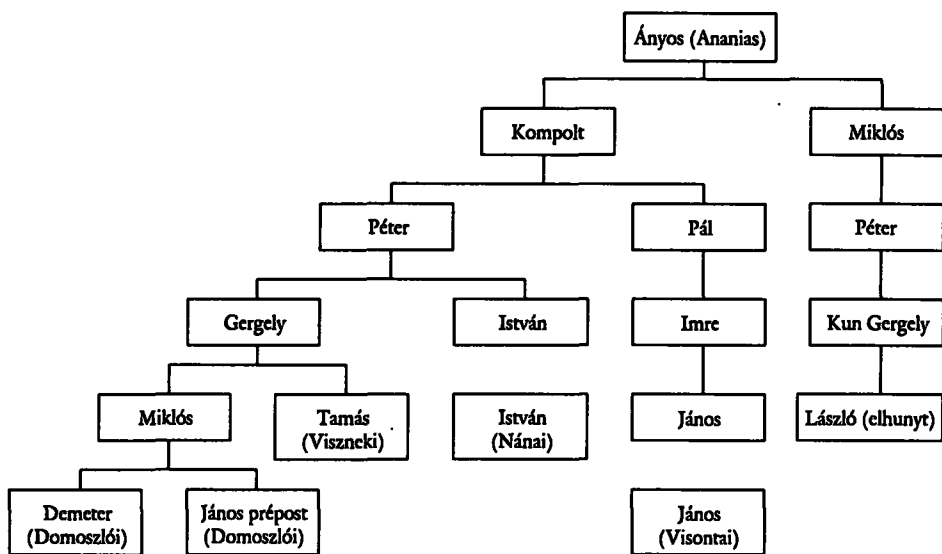 Ányos (Ananias)
Kompolt
Miklós
Péter
Pál
Péter
Gergely
István
Imre
Kun Gergely
Miklós
Tamás
(Viszneki)
István
(Nánai)
János
László (elhunyt)
Demeter
(Domoszlói)
János prépost
(Domoszlói)
János
(Visontai)